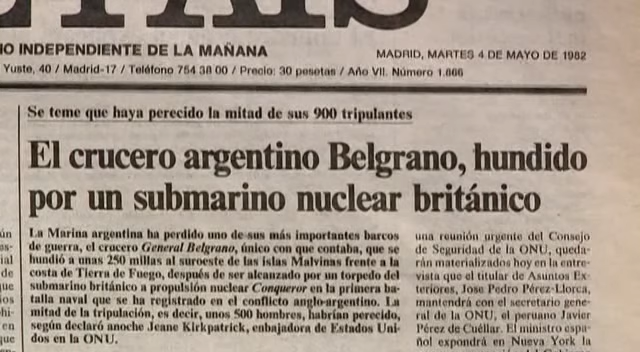 EL PAIS
IO INDEPENDIENTE DE LA MAÑANA
MADRID, MARTES 4 DE MAYO DE 1982
Yuste, 40 / Madrid-17 / Teléfono 754 38 00 / Precio: 30 pesetas / Año VII. Número 1.866
Se teme que haya perecido la mitad de sus 900 tripulantes
El crucero argentino Belgrano, hundido
por un submarino nuclear británico
La Marina argentina ha perdido uno de sus más importantes barcos
de guerra, el crucero General Belgrano, único con que contaba, que se
hundió a unas 250 millas al suroeste de las islas Malvinas frente a la
costa de Tierra de Fuego, después de ser alcanzado por un torpedo del
submarino británico a propulsión nuclear Conqueror en la primera ba-
talla naval que se ha registrado en el conflicto anglo-argentino. La
mitad de la tripulación, es decir, unos 500 hombres, habrían perecido,
según declaró anoche Jeane Kirkpatrick, enbajadora de Estados Uni-
dos en la ONU.
una reunión urgente del Consejo
de Seguridad de la ONU, queda-
rán materializados hoy en la entre-
vista que el titular de Asuntos Ex-
teriores, José Pedro Pérez-Llorca,
mantendrá con el secretario gene-
ral de la ONU, el peruano Javier
Pérez de Cuéllar. El ministro espa-
ñol expondrá en Nueva York la